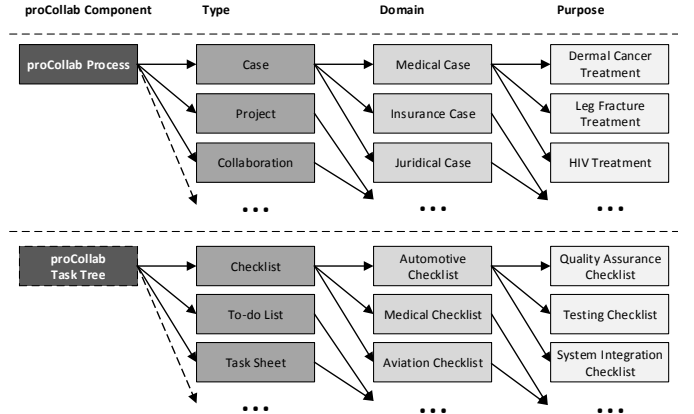 proCollab Component Type Domain Purpose
proCollab Process Case Medical Case Dermal Cancer
Treatment
Project Insurance Case Leg Fracture
Treatment
Collaboration Juridical Case HIV Treatment
... ... ...
proCollab
Task Tree Checklist Automotive
Checklist Quality Assurance
Checklist
To-do List Medical Checklist Testing Checklist
Task Sheet Aviation Checklist System Integration
Checklist
... ... ...